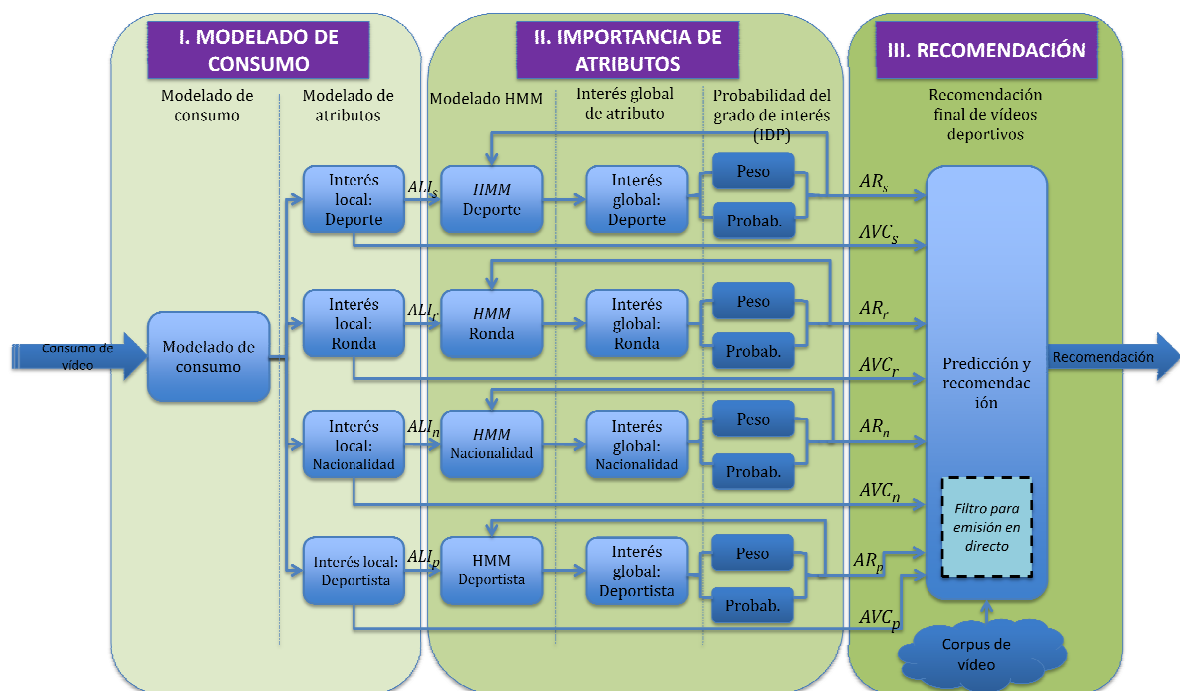 I. MODELADO DE
CONSUMO
II. IMPORTANCIA DE
ATRIBUTOS
III. RECOMENDACIÓN
Modelado de
consumo
Modelado de
atributos
Modelado HMM
Interés global
de atributo
Probabilidad del
grado de interés
(IDP)
Recomendación
final de vídeos
deportivos
Consumo de
vídeo
Modelado de
consumo
Interés
local:
Deporte
ALI_s
HMM
Deporte
Interés
global:
Deporte
Peso
Probab.
AR_s
AVC_s
Interés
local:
Ronda
ALI_r
HMM
Ronda
Interés
global:
Ronda
Peso
Probab.
AR_r
AVC_r
Interés
local:
Nacionalidad
ALI_n
HMM
Nacionalidad
Interés
global:
Nacionalidad
Peso
Probab.
AR_n
AVC_n
Interés local:
Deportista
ALI_p
HMM
Deportista
Interés
global:
Deportista
Peso
Probab.
AR_p
AVC_p
Predicción y
recomendac
ión
Filtro para
emisión en
directo
Corpus de
vídeo
Recomendación